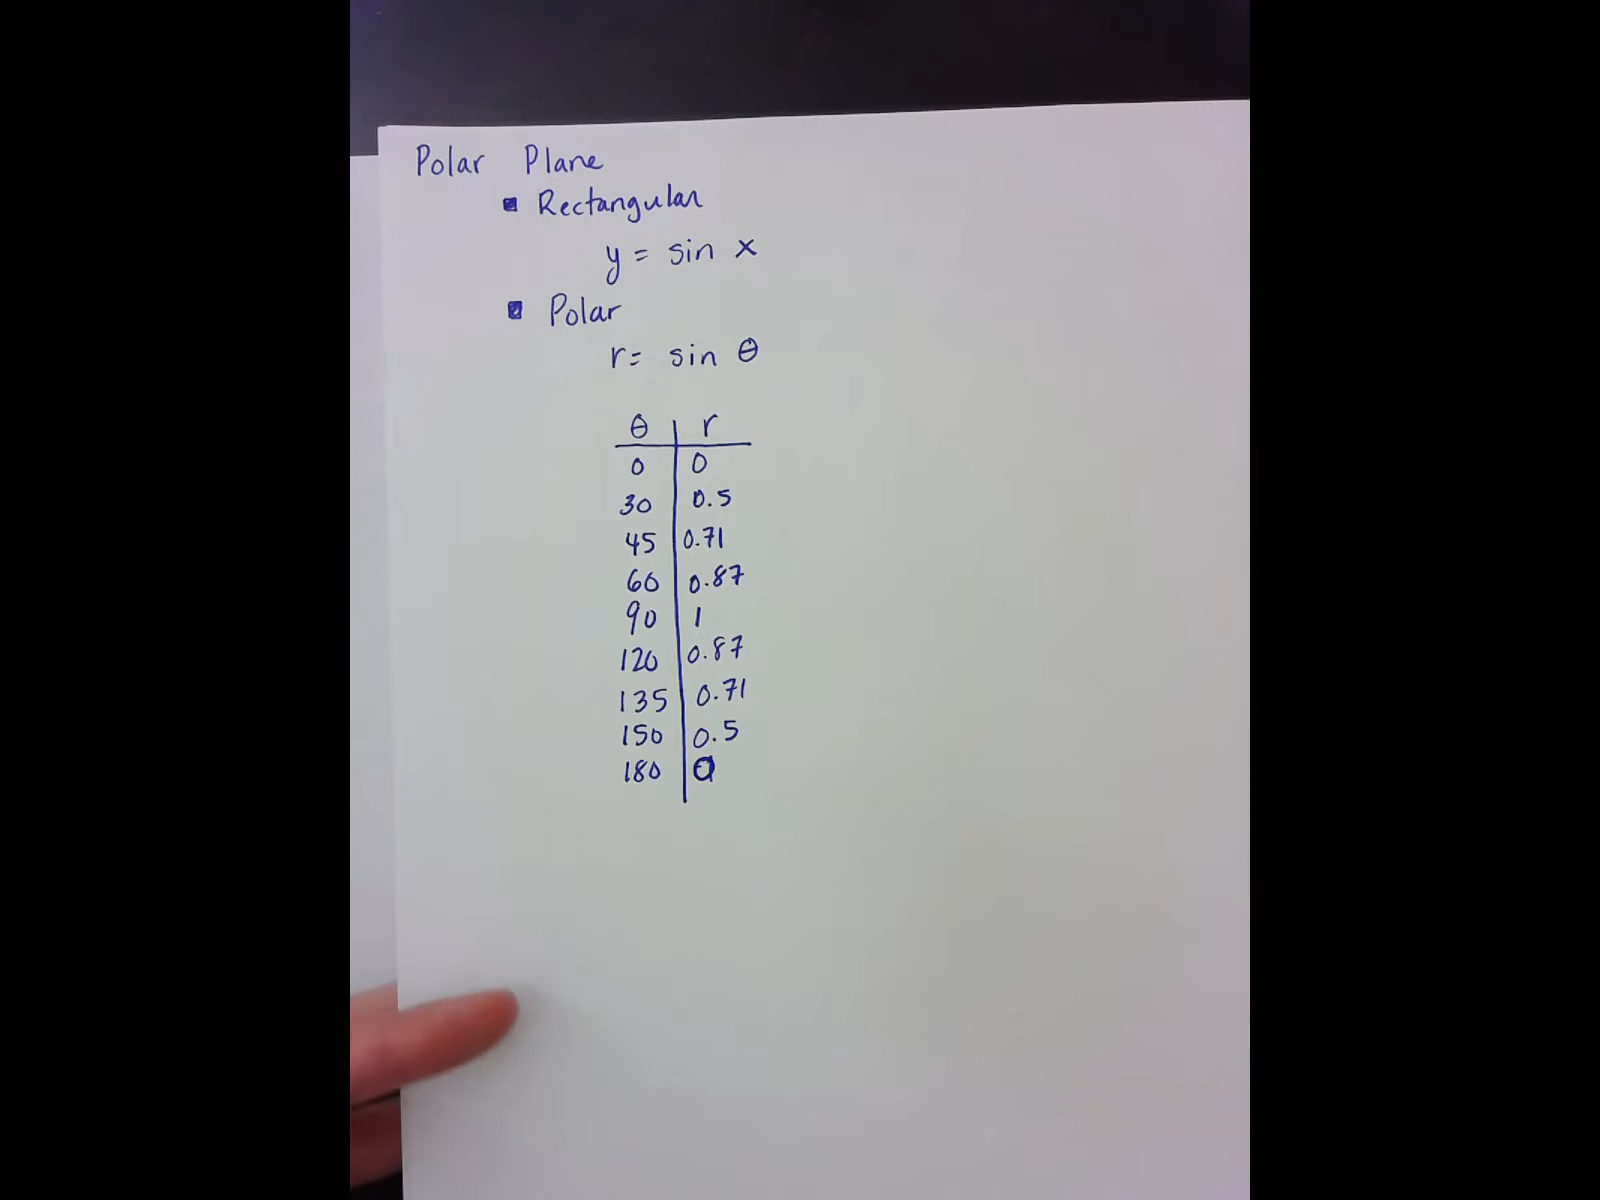 Polar Plane
▪ Rectangular
y = sin x
▪ Polar
r = sin θ
θ r
0 0
30 0.5
45 0.71
60 0.87
90 1
120 0.87
135 0.71
150 0.5
180 0